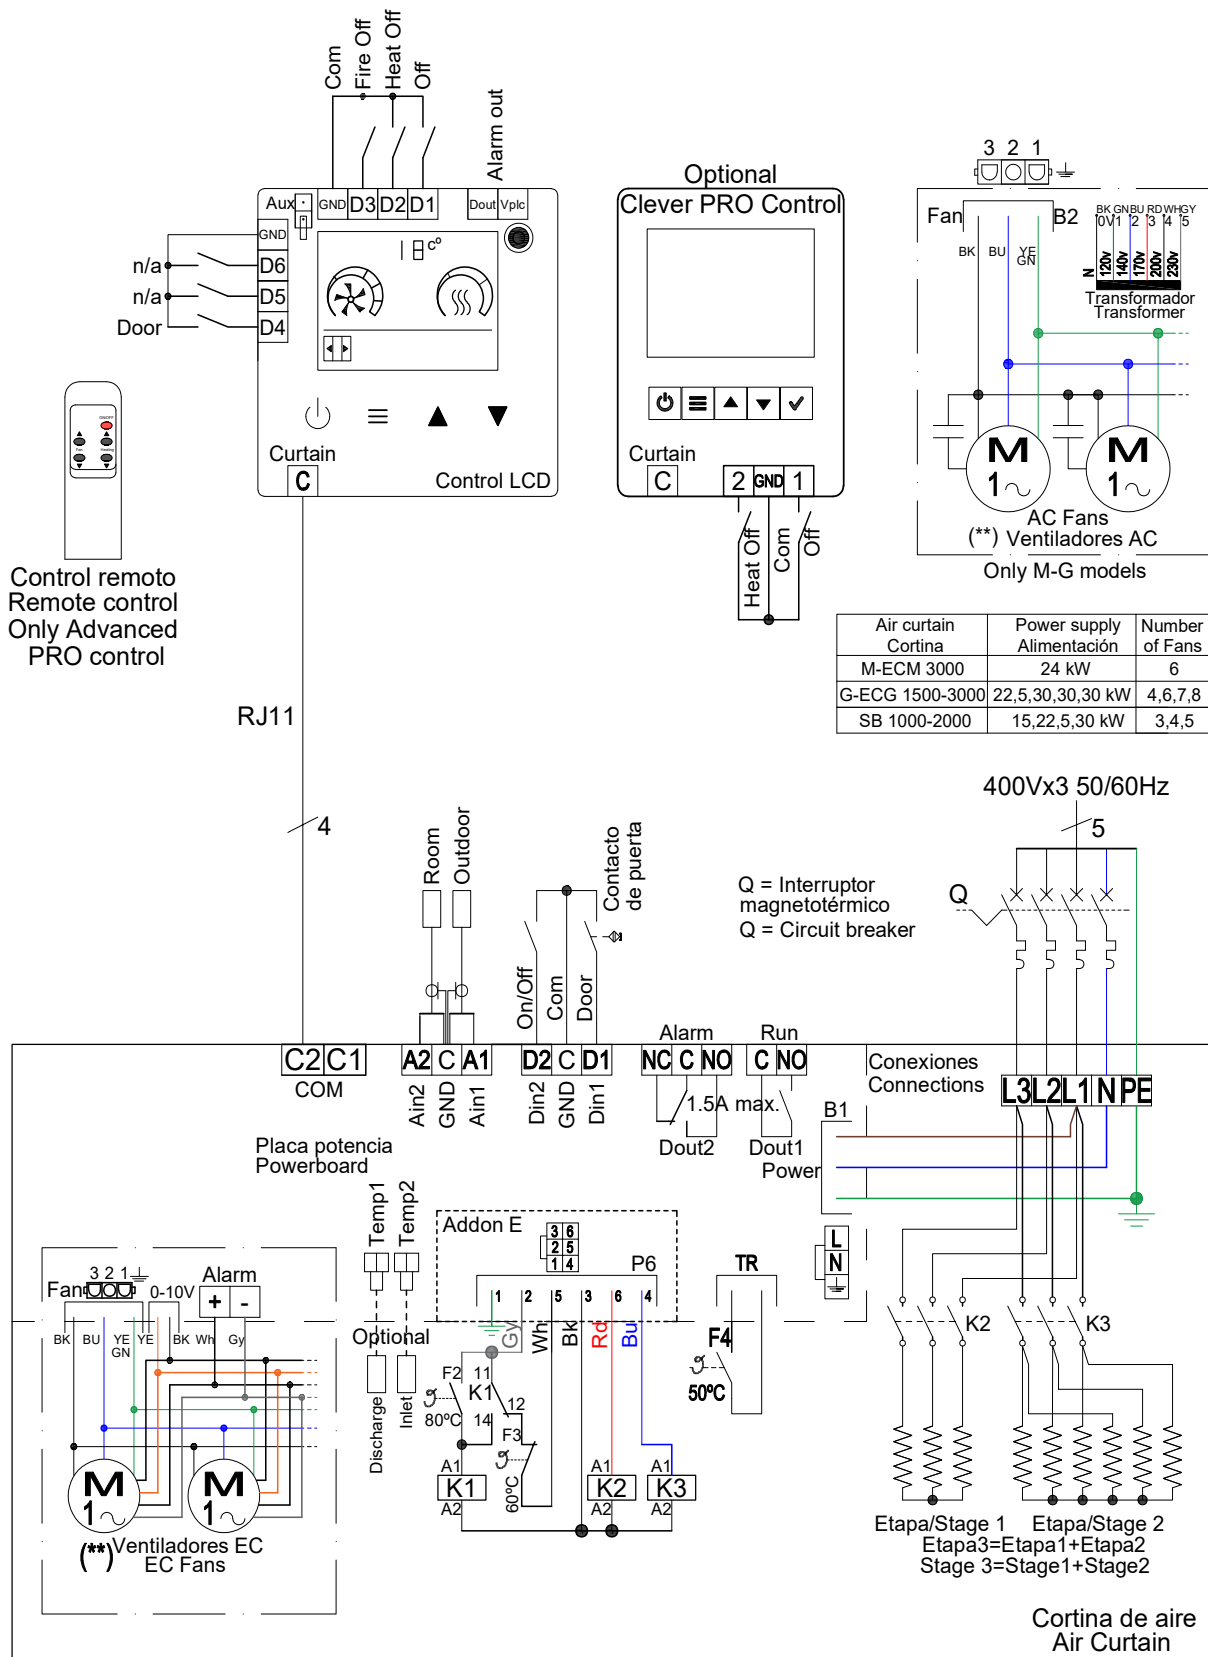 Com
Fire Off
Heat Off
Off
Alarm out
Aux
GND D3 D2 D1
Dout Vplc
GND
n/a D6
n/a D5
Door D4
cº
Curtain
C
Control LCD
ON/OFF
Fan
Heating
Control remoto
Remote control
Only Advanced
PRO control
Optional
Clever PRO Control
Curtain
C
2 GND 1
Heat Off
Com
Off
3 2 1
Fan
B2
BK BU YE
GN
BK GN BU RD WH GY
0V 1 2 3 4 5
N
120v
140v
170v
200v
230v
Transformador
Transformer
M
1
M
1
AC Fans
(**) Ventiladores AC
Only M-G models
Air curtain Power supply Number
Cortina Alimentación of Fans
M-ECM 3000 24 kW 6
G-ECG 1500-3000 22,5,30,30,30 kW 4,6,7,8
SB 1000-2000 15,22,5,30 kW 3,4,5
RJ11
4
Room
Outdoor
Contacto
de puerta
On/Off
Com
Door
Q = Interruptor
magnetotérmico
Q = Circuit breaker
400Vx3 50/60Hz
5
Q
C2 C1
COM
A2 C A1
Ain2
GND
Ain1
D2 C D1
Din2
GND
Din1
Alarm
NC C NO
Dout2
Run
C NO
1.5A max.
Dout1
Conexiones
Connections
L3 L2 L1 N PE
B1
Power
Placa potencia
Powerboard
Temp1
Temp2
Optional
Discharge
Inlet
Addon E
3 6
2 5
1 4
P6
1 2 5 3 6 4
Gy
Wh
Bk
Rd
Bu
TR
F4
50ºC
L
N
Fan
3 2 1
0-10V
Alarm
+ -
BK BU YE
GN
YE BK Wh Gy
M
1
M
1
(**) Ventiladores EC
EC Fans
F2
80ºC
11
K1
12
14
F3
60ºC
A1
K1
A2
A1
K2
A2
A1
K3
A2
K2
K3
Etapa/Stage 1 Etapa/Stage 2
Etapa3=Etapa1+Etapa2
Stage 3=Stage1+Stage2
Cortina de aire
Air Curtain